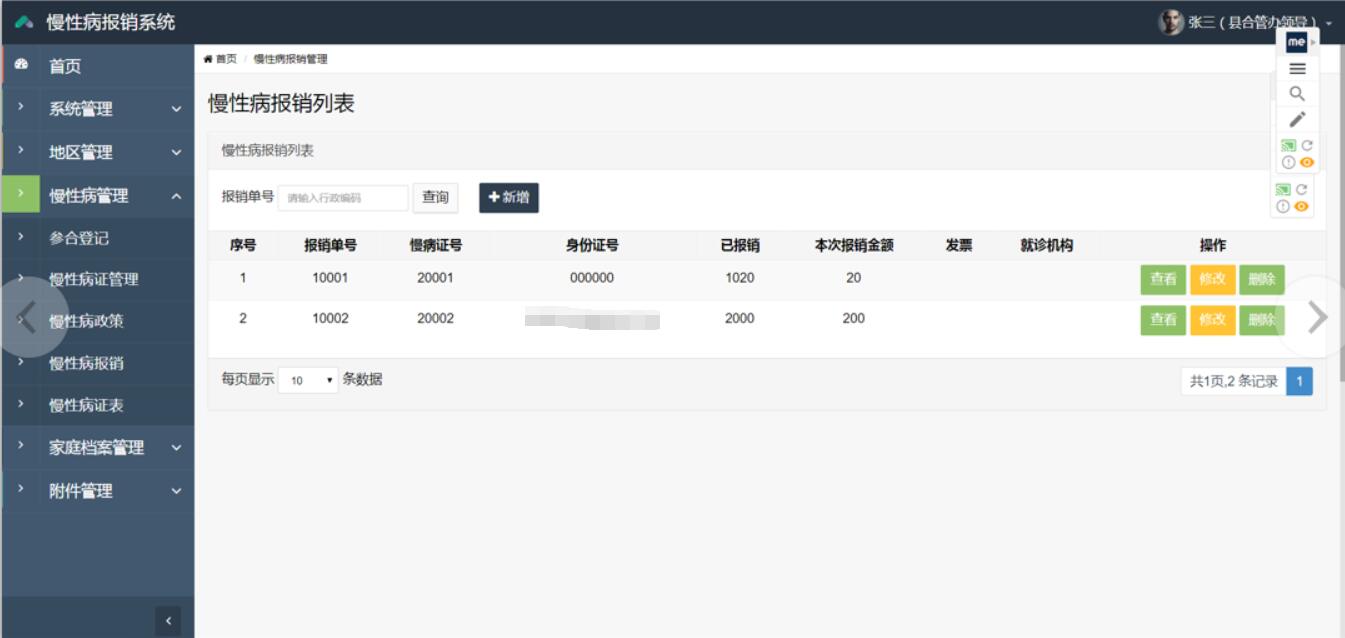 慢性病报销系统
张三 ( 县合管办领导 )
me
首页
系统管理
地区管理
慢性病管理
参合登记
慢性病证管理
慢性病政策
慢性病报销
慢性病证表
家庭档案管理
附件管理
首页 / 慢性病报销管理
慢性病报销列表
慢性病报销列表
报销单号 请输入行政编码 查询 新增
序号 报销单号 慢病证号 身份证号 已报销 本次报销金额 发票 就诊机构 操作
1 10001 20001 000000 1020 20 查看 修改 删除
2 10002 20002 2000 200 查看 修改 删除
每页显示 10 条数据 共1页,2 条记录 1